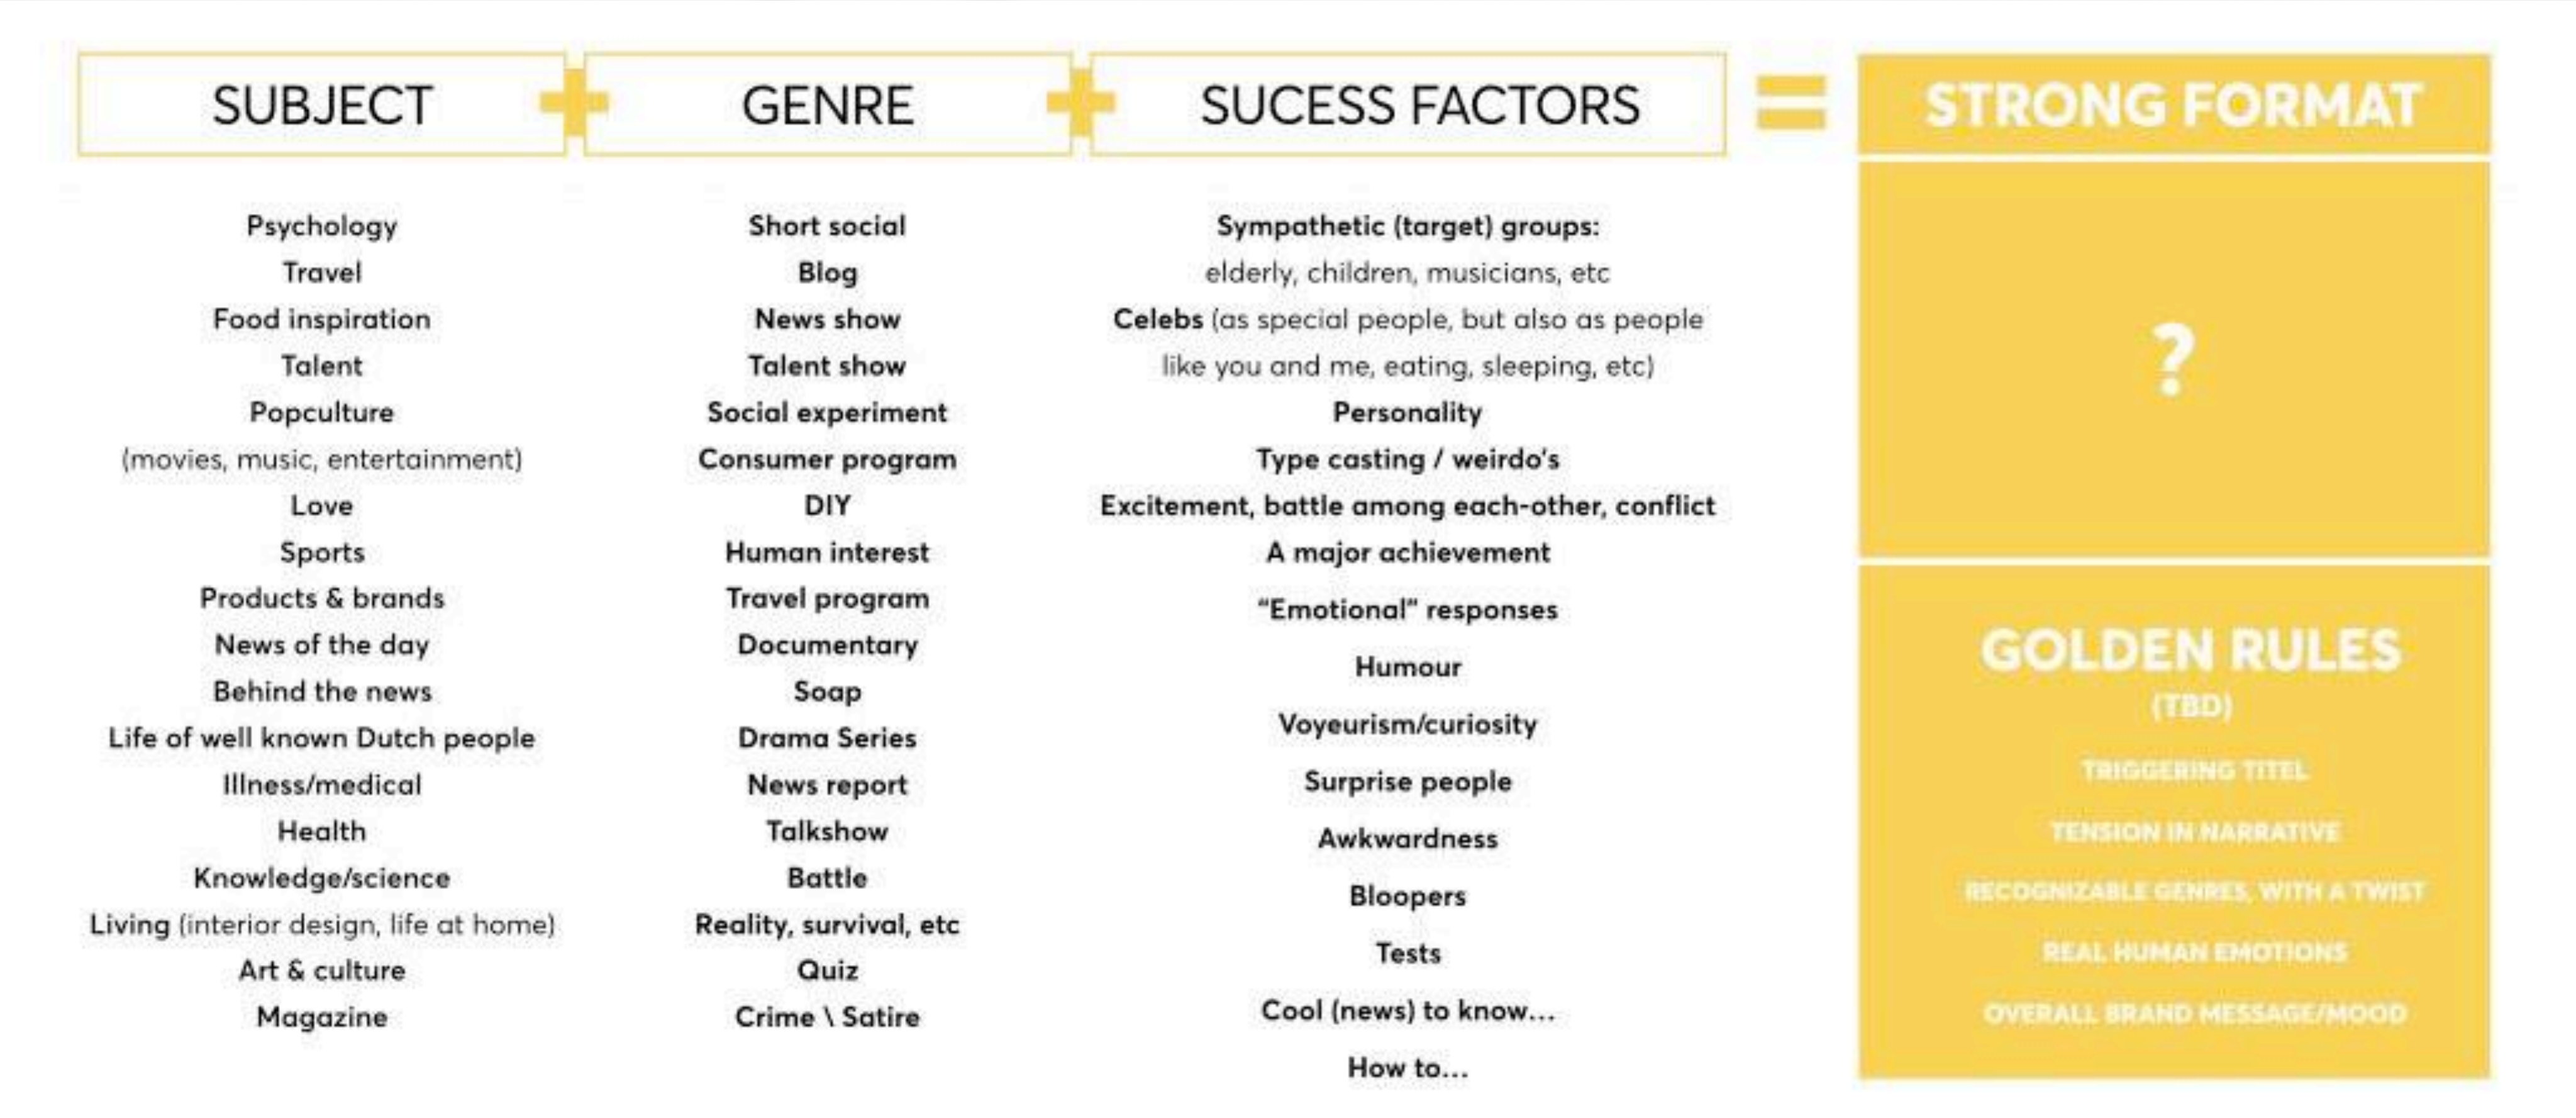 SUBJECT
GENRE
SUCESS FACTORS
=
STRONG FORMAT
Psychology
Travel
Food inspiration
Talent
Popculture
(movies, music, entertainment)
Love
Sports
Products & brands
News of the day
Behind the news
Life of well known Dutch people
Illness/medical
Health
Knowledge/science
Living (interior design, life at home)
Art & culture
Magazine
Short social
Blog
News show
Talent show
Social experiment
Consumer program
DIY
Human interest
Travel program
Documentary
Soap
Drama Series
News report
Talkshow
Battle
Reality, survival, etc
Quiz
Crime \ Satire
Sympathetic (target) groups:
elderly, children, musicians, etc
Celebs (as special people, but also as people
like you and me, eating, sleeping, etc)
Personality
Type casting / weirdo's
Excitement, battle among each-other, conflict
A major achievement
“Emotional” responses
Humour
Voyeurism/curiosity
Surprise people
Awkwardness
Bloopers
Tests
Cool (news) to know...
How to...
?
GOLDEN RULES
(TBD)
TRIGGERING TITEL
TENSION IN NARRATIVE
RECOGNIZABLE GENRES, WITH A TWIST
REAL HUMAN EMOTIONS
OVERALL BRAND MESSAGE/MOOD